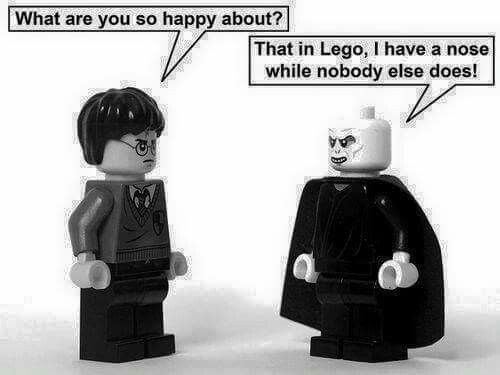 What are you so happy about?
That in Lego, I have a nose
while nobody else does!